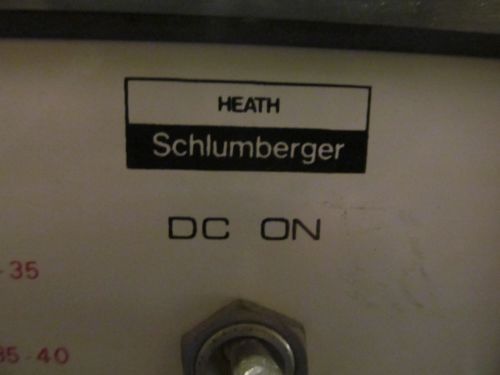 HEATH
Schlumberger
DC ON
-35
35-40